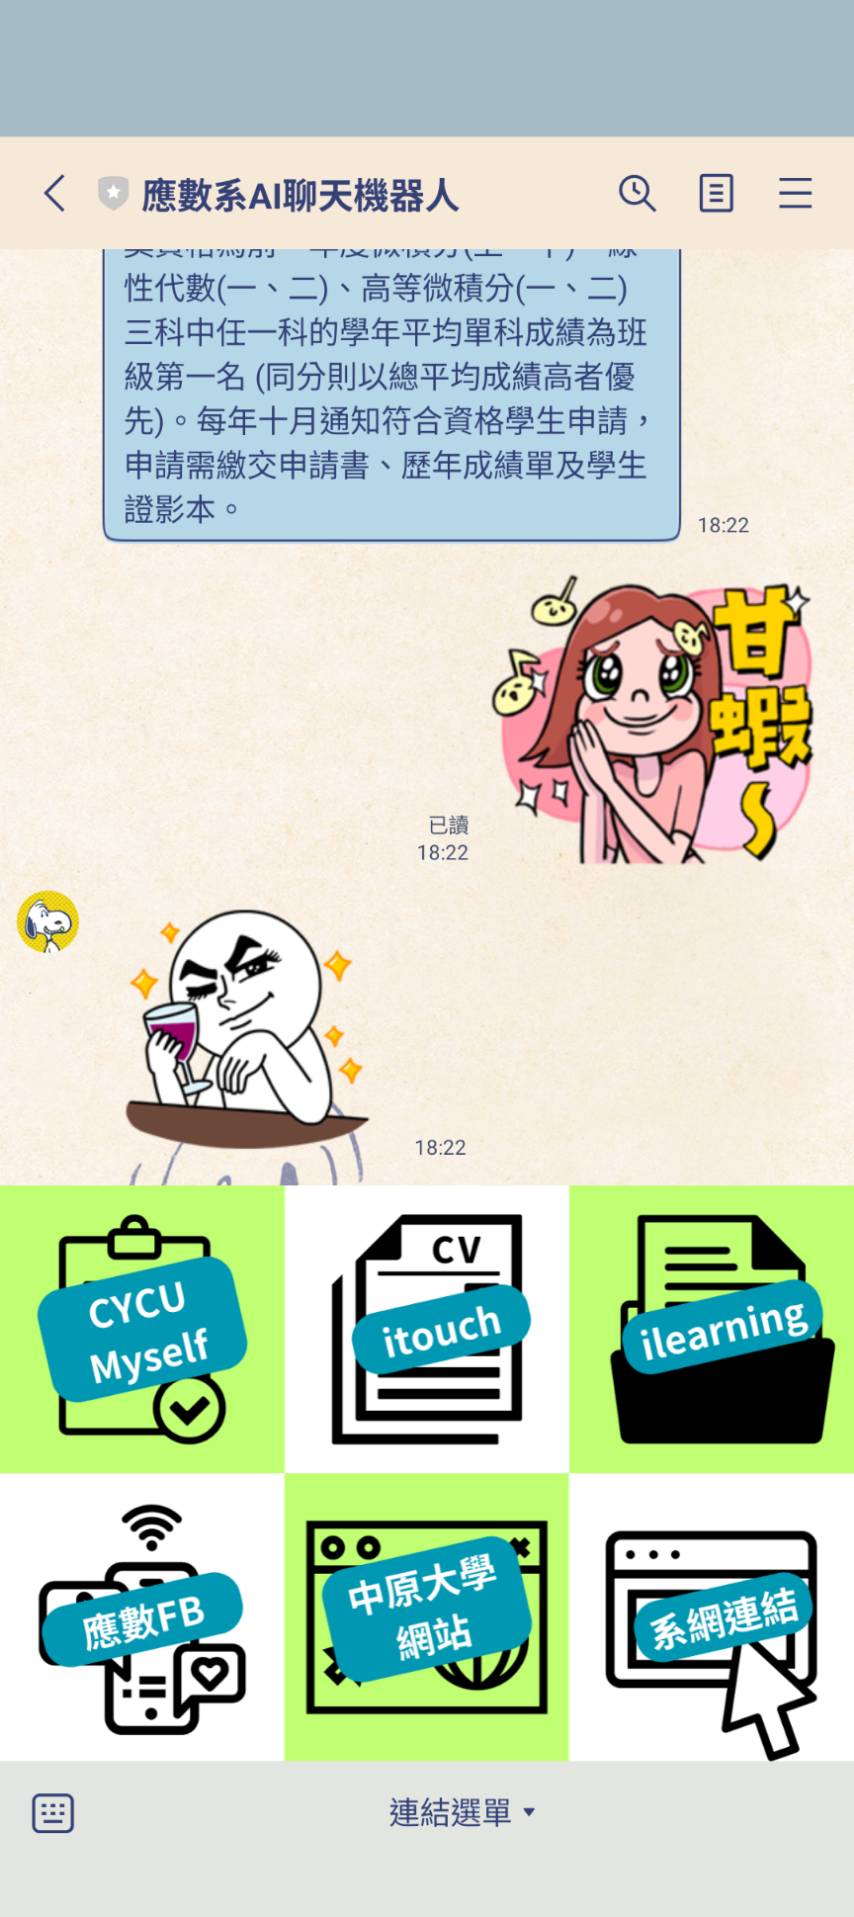 應數系AI聊天機器人
性代數(一、二)、高等微積分(一、二)
三科中任一科的學年平均單科成績為班
級第一名 (同分則以總平均成績高者優
先)。每年十月通知符合資格學生申請，
申請需繳交申請書、歷年成績單及學生
證影本。
18:22
甘
蝦
~
已讀
18:22
18:22
CYCU
Myself
CV
itouch
ilearning
應數FB
中原大學
網站
系網連結
連結選單